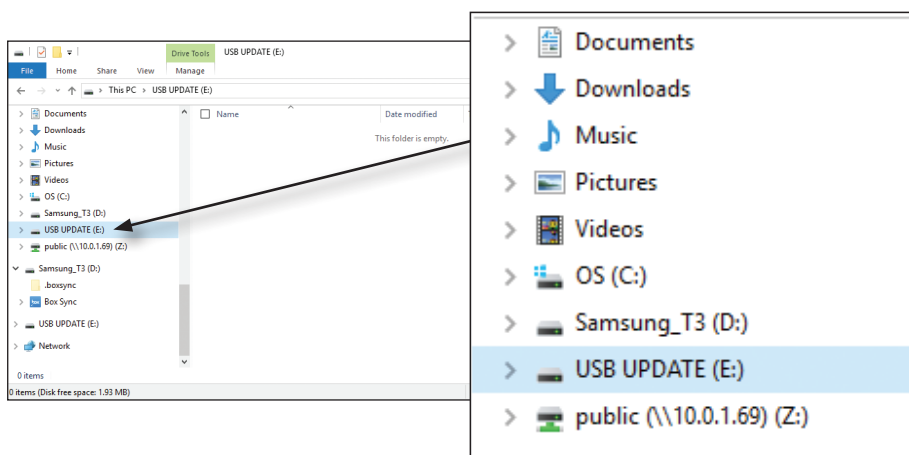 Drive Tools USB UPDATE (E:)
File Home Share View Manage
This PC > USB UPDATE (E:)
Name Date modified
This folder is empty.
Documents
Downloads
Music
Pictures
Videos
OS (C:)
Samsung_T3 (D:)
USB UPDATE (E:)
public (\\10.0.1.69) (Z:)
Samsung_T3 (D:)
.boxsync
Box Sync
USB UPDATE (E:)
Network
0 items
0 items (Disk free space: 1.93 MB)
Documents
Downloads
Music
Pictures
Videos
OS (C:)
Samsung_T3 (D:)
USB UPDATE (E:)
public (\\10.0.1.69) (Z:)